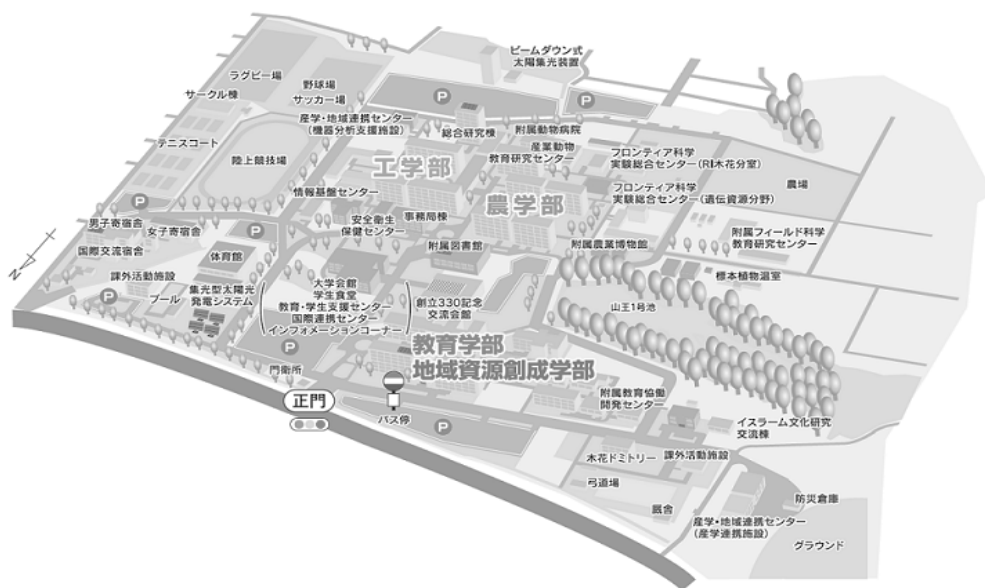 ビームダウン式
太陽集光装置
ラグビー場
野球場
サッカー場
サークル棟
P
P
産学・地域連携センター
(機器分析支援施設)
総合研究棟
附属動物病院
テニスコート
陸上競技場
産業動物
教育研究センター
フロンティア科学
実験総合センター(RI木花分室)
工学部
情報基盤センター
農学部
フロンティア科学
実験総合センター(遺伝資源分野)
農場
P
男子寄宿舎
女子寄宿舎
P
安全衛生
保健センター
事務局棟
附属図書館
附属農業博物館
附属フィールド科学
教育研究センター
N
国際交流宿舎
体育館
課外活動施設
標本植物温室
P
プール
集光型太陽光
発電システム
大学会館
学生食堂
教育・学生支援センター
国際連携センター
インフォメーションコーナー
創立330記念
交流会館
山王1号池
P
教育学部
地域資源創成学部
門衛所
正門
バス停
P
附属教育協働
開発センター
イスラーム文化研究
交流棟
木花ドミトリー
課外活動施設
弓道場
厩舎
防災倉庫
産学・地域連携センター
(産学連携施設)
グラウンド